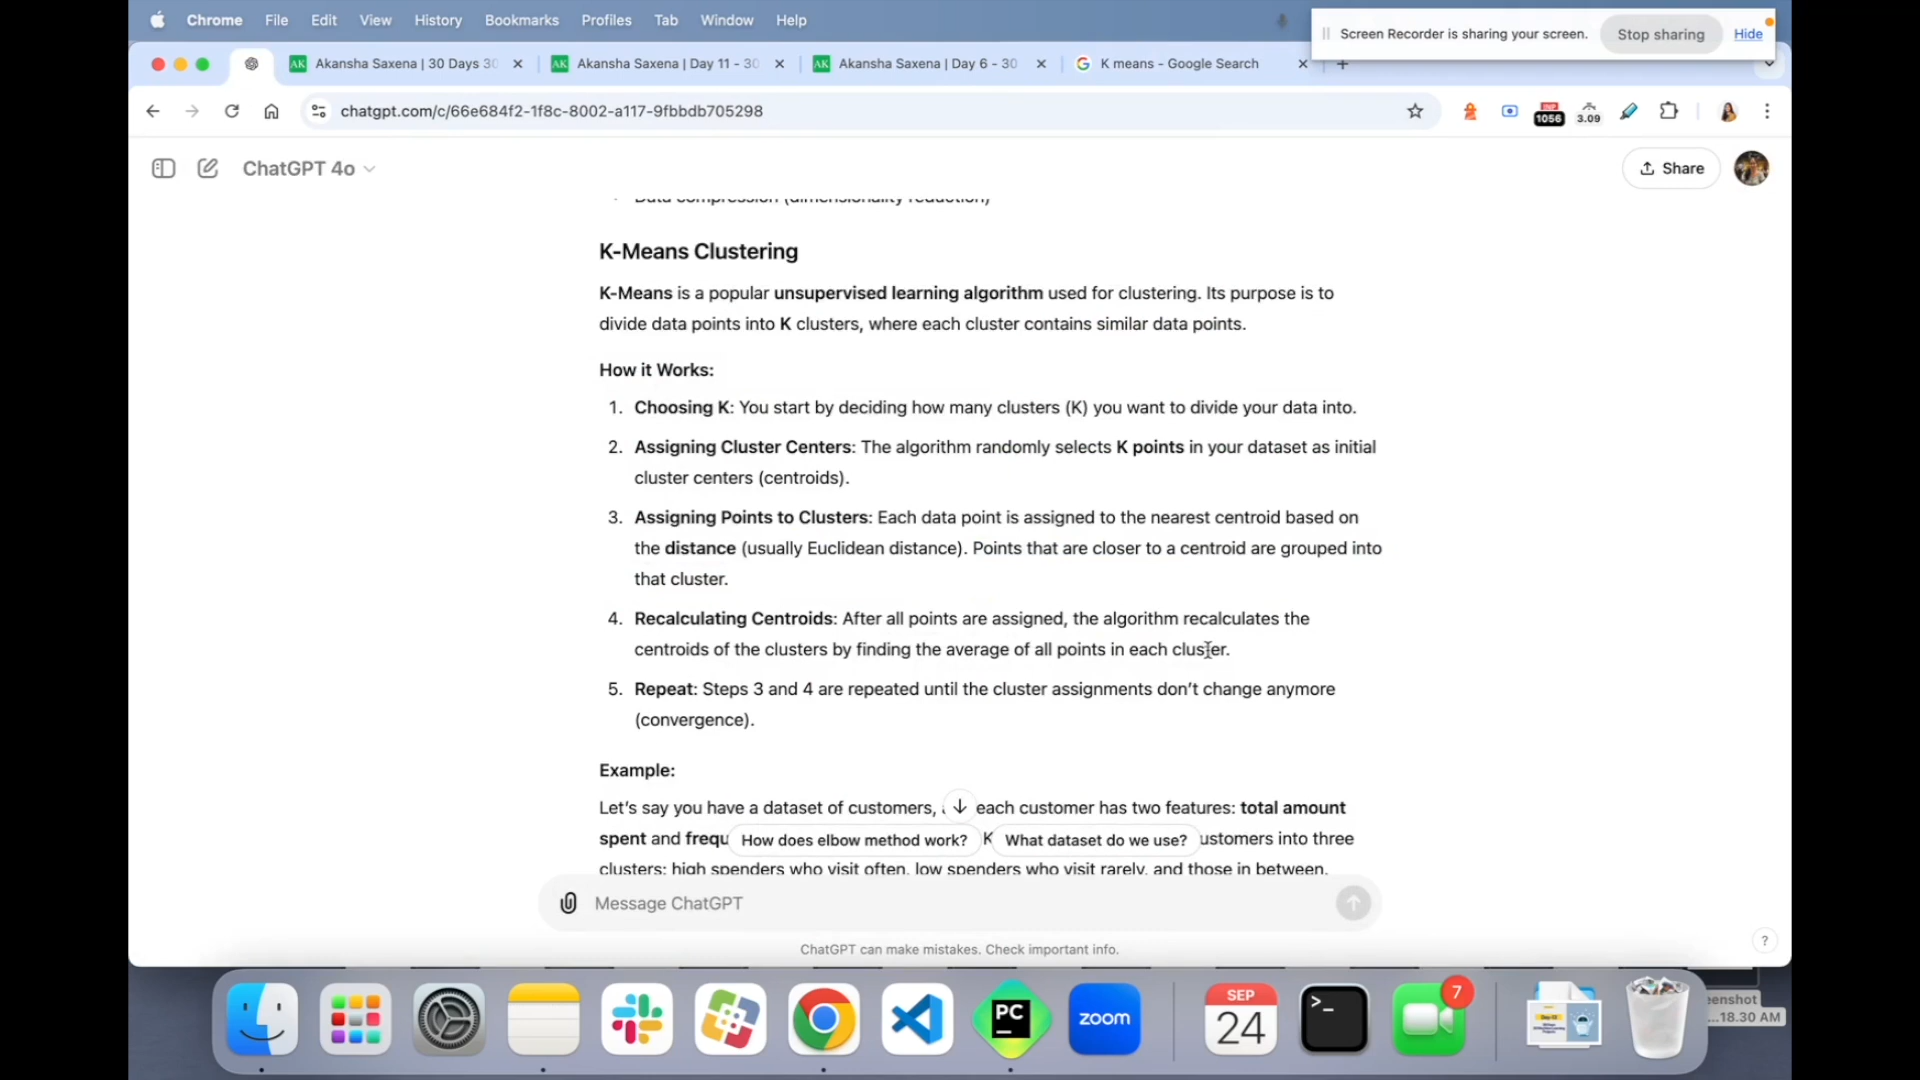 Chrome File Edit View History Bookmarks Profiles Tab Window Help
Screen Recorder is sharing your screen. Stop sharing Hide
Akansha Saxena | 30 Days 30
Akansha Saxena | Day 11 - 30
Akansha Saxena | Day 6 - 30
K means - Google Search
chatgpt.com/c/66e684f2-1f8c-8002-a117-9fbbdb705298
1056
3.09
ChatGPT 4o
Share
Data compression (dimensionality reduction)
K-Means Clustering
K-Means is a popular unsupervised learning algorithm used for clustering. Its purpose is to
divide data points into K clusters, where each cluster contains similar data points.
How it Works:
1. Choosing K: You start by deciding how many clusters (K) you want to divide your data into.
2. Assigning Cluster Centers: The algorithm randomly selects K points in your dataset as initial
cluster centers (centroids).
3. Assigning Points to Clusters: Each data point is assigned to the nearest centroid based on
the distance (usually Euclidean distance). Points that are closer to a centroid are grouped into
that cluster.
4. Recalculating Centroids: After all points are assigned, the algorithm recalculates the
centroids of the clusters by finding the average of all points in each cluster.
5. Repeat: Steps 3 and 4 are repeated until the cluster assignments don’t change anymore
(convergence).
Example:
Let’s say you have a dataset of customers, each customer has two features: total amount
spent and frequ How does elbow method work? K What dataset do we use? ustomers into three
clusters: high spenders who visit often, low spenders who visit rarely, and those in between.
Message ChatGPT
ChatGPT can make mistakes. Check important info.
?
PC
zoom
SEP
24
7
eenshot
...18.30 AM